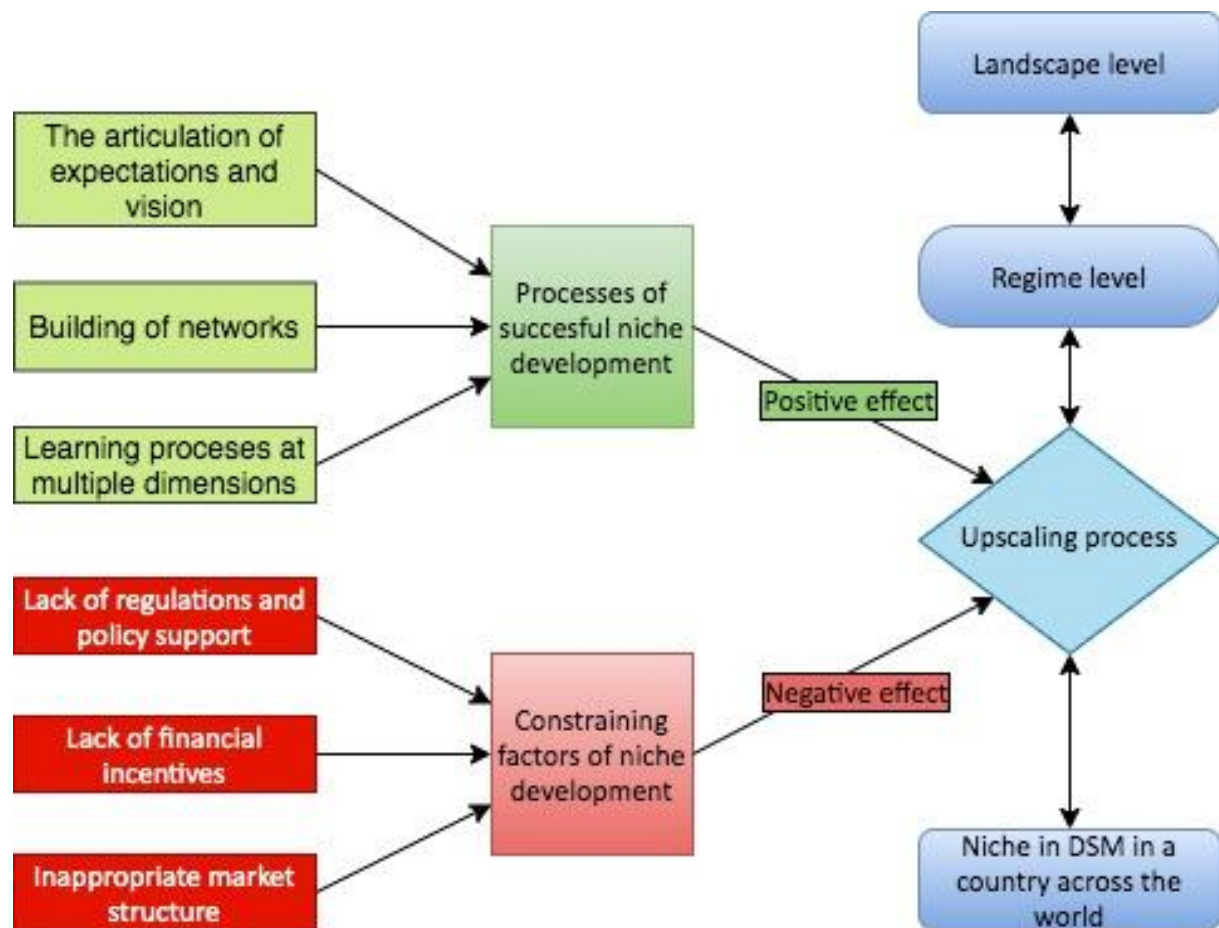 The articulation of
expectations and
vision
Building of networks
Learning proceses at
multiple dimensions
Lack of regulations and
policy support
Lack of financial
incentives
Inappropriate market
structure
Processes of
succesful niche
development
Constraining
factors of niche
development
Positive effect
Negative effect
Landscape level
Regime level
Upscaling process
Niche in DSM in a
country across the
world